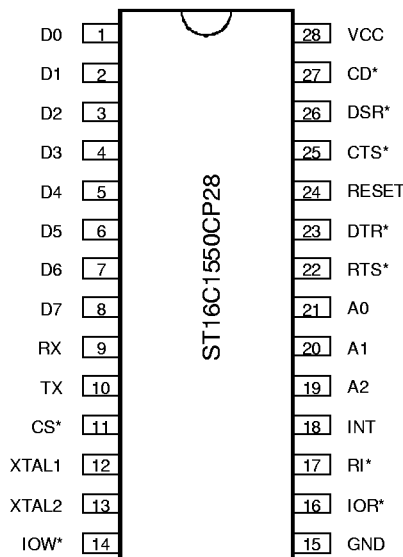 D0 1 28 VCC
D1 2 27 CD*
D2 3 26 DSR*
D3 4 25 CTS*
D4 5 24 RESET
D5 6 23 DTR*
D6 7 22 RTS*
D7 8 21 A0
RX 9 20 A1
TX 10 19 A2
CS* 11 18 INT
XTAL1 12 17 RI*
XTAL2 13 16 IOR*
IOW* 14 15 GND
ST16C1550CP28